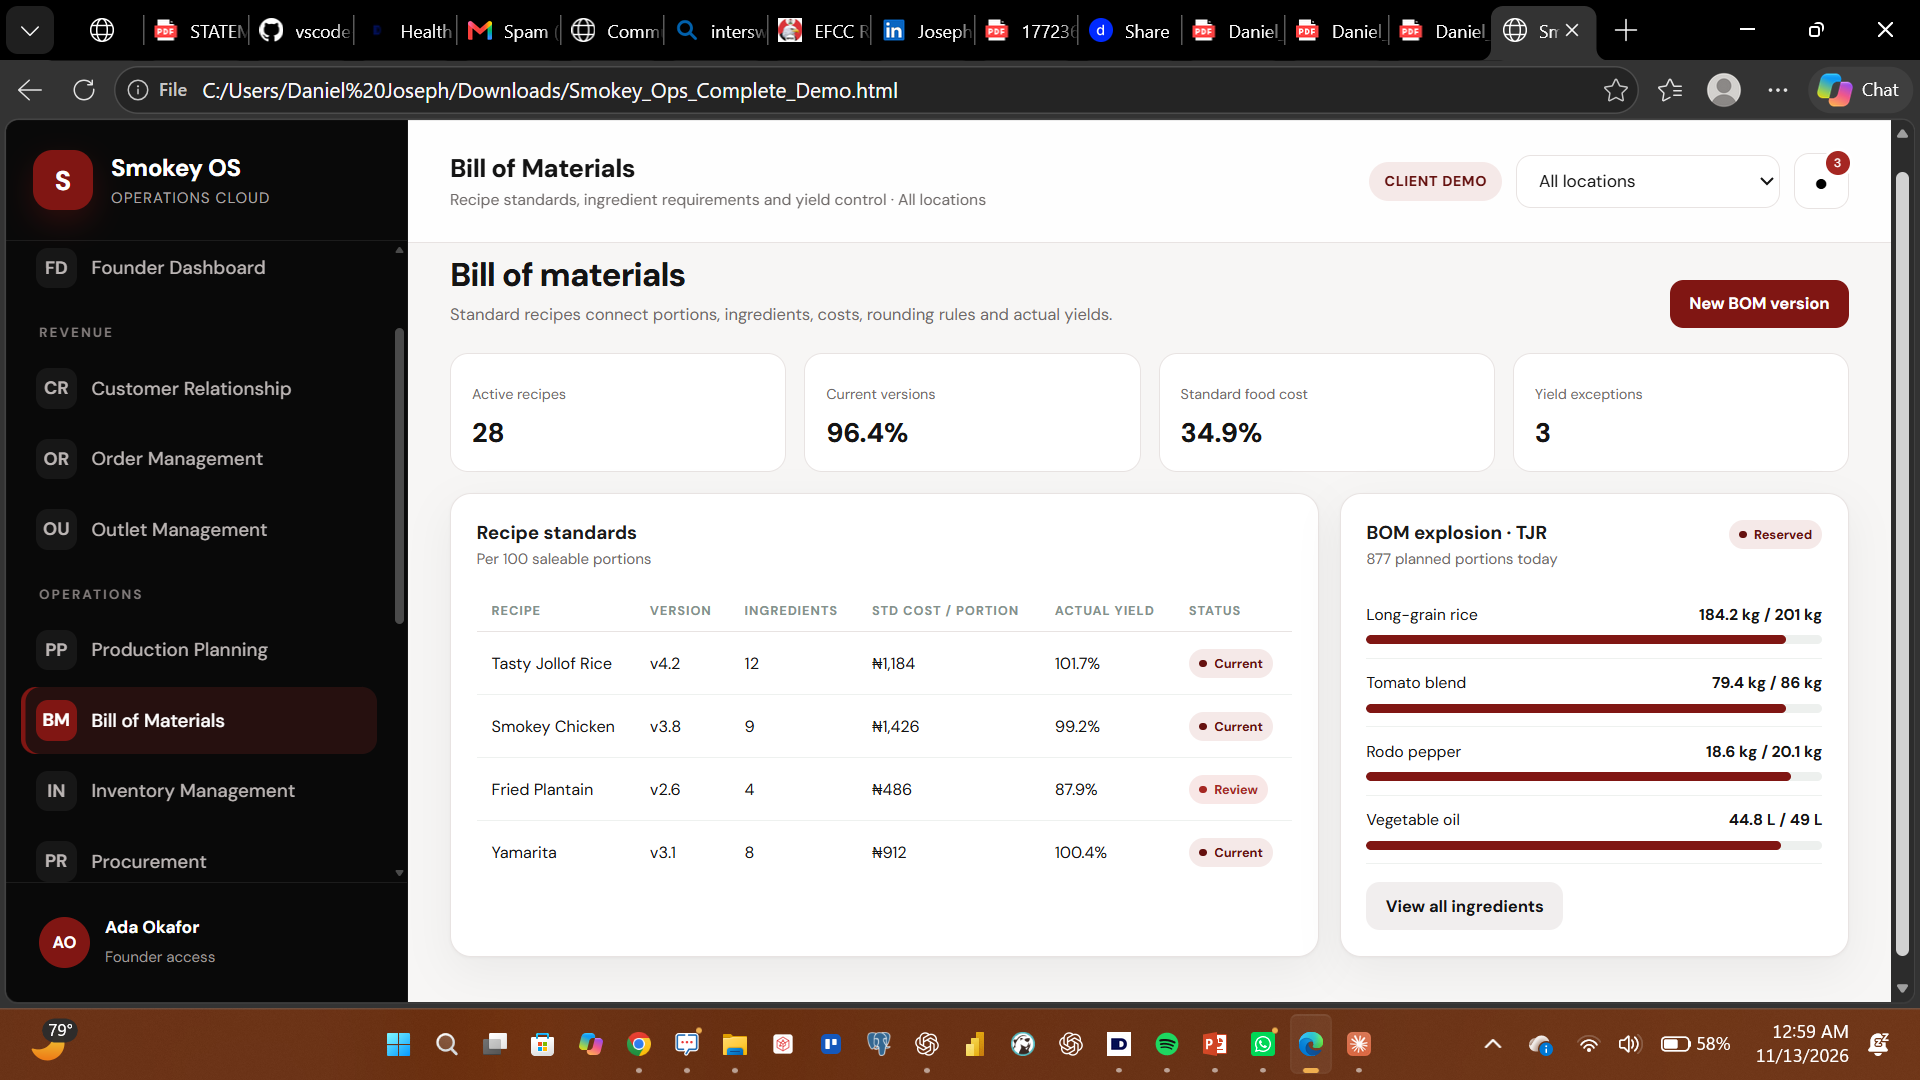 STATEM
vscode
Health
Spam (
Comm
intersw
EFCC R
Joseph
177236
Share
Daniel_
Daniel_
Daniel
Sm
File C:/Users/Daniel%20Joseph/Downloads/Smokey_Ops_Complete_Demo.html
Chat
S
Smokey OS
OPERATIONS CLOUD
FD Founder Dashboard
REVENUE
CR Customer Relationship
OR Order Management
OU Outlet Management
OPERATIONS
PP Production Planning
BM Bill of Materials
IN Inventory Management
PR Procurement
AO
Ada Okafor
Founder access
Bill of Materials
Recipe standards, ingredient requirements and yield control · All locations
CLIENT DEMO
All locations
3
Bill of materials
Standard recipes connect portions, ingredients, costs, rounding rules and actual yields.
New BOM version
Active recipes
28
Current versions
96.4%
Standard food cost
34.9%
Yield exceptions
3
Recipe standards
Per 100 saleable portions
RECIPE VERSION INGREDIENTS STD COST / PORTION ACTUAL YIELD STATUS
Tasty Jollof Rice v4.2 12 ₦1,184 101.7% Current
Smokey Chicken v3.8 9 ₦1,426 99.2% Current
Fried Plantain v2.6 4 ₦486 87.9% Review
Yamarita v3.1 8 ₦912 100.4% Current
BOM explosion · TJR
Reserved
877 planned portions today
Long-grain rice 184.2 kg / 201 kg
Tomato blend 79.4 kg / 86 kg
Rodo pepper 18.6 kg / 20.1 kg
Vegetable oil 44.8 L / 49 L
View all ingredients
79°
58%
12:59 AM
11/13/2026